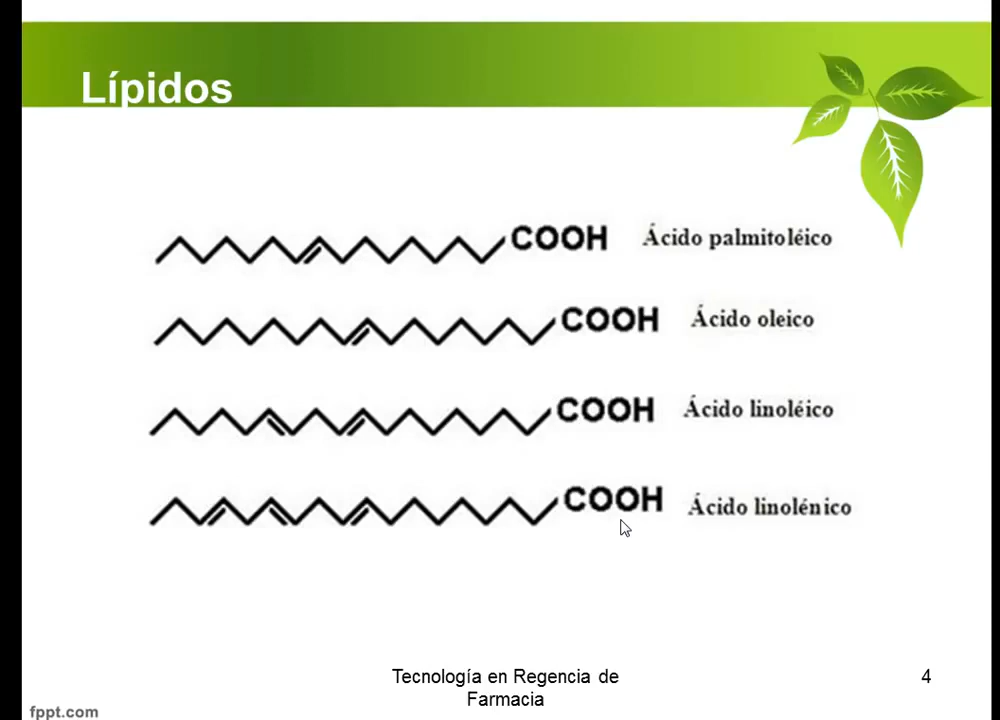 Lípidos
COOH Ácido palmitoléico
COOH Ácido oleico
COOH Ácido linoléico
COOH Ácido linolénico
Tecnología en Regencia de
Farmacia
4
fppt.com